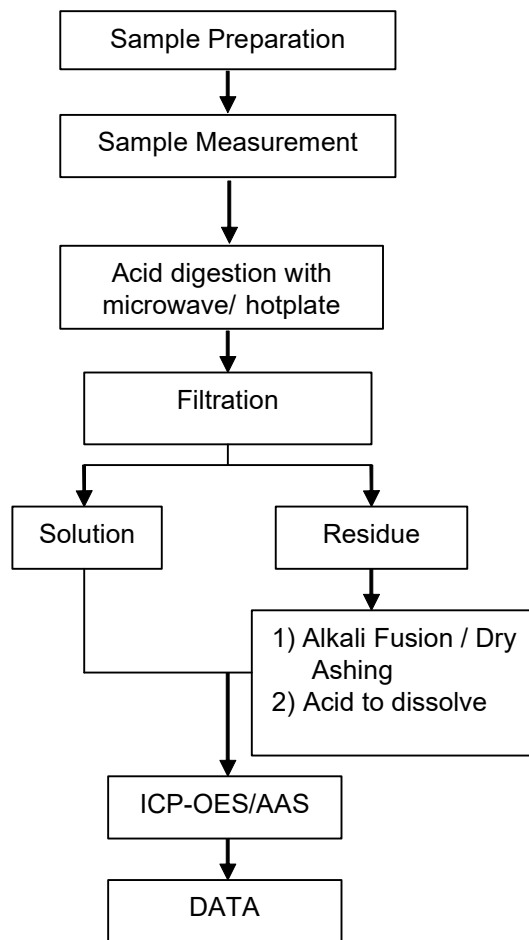 Sample Preparation
Sample Measurement
Acid digestion with
microwave/ hotplate
Filtration
Solution
Residue
1) Alkali Fusion / Dry
Ashing
2) Acid to dissolve
ICP-OES/AAS
DATA